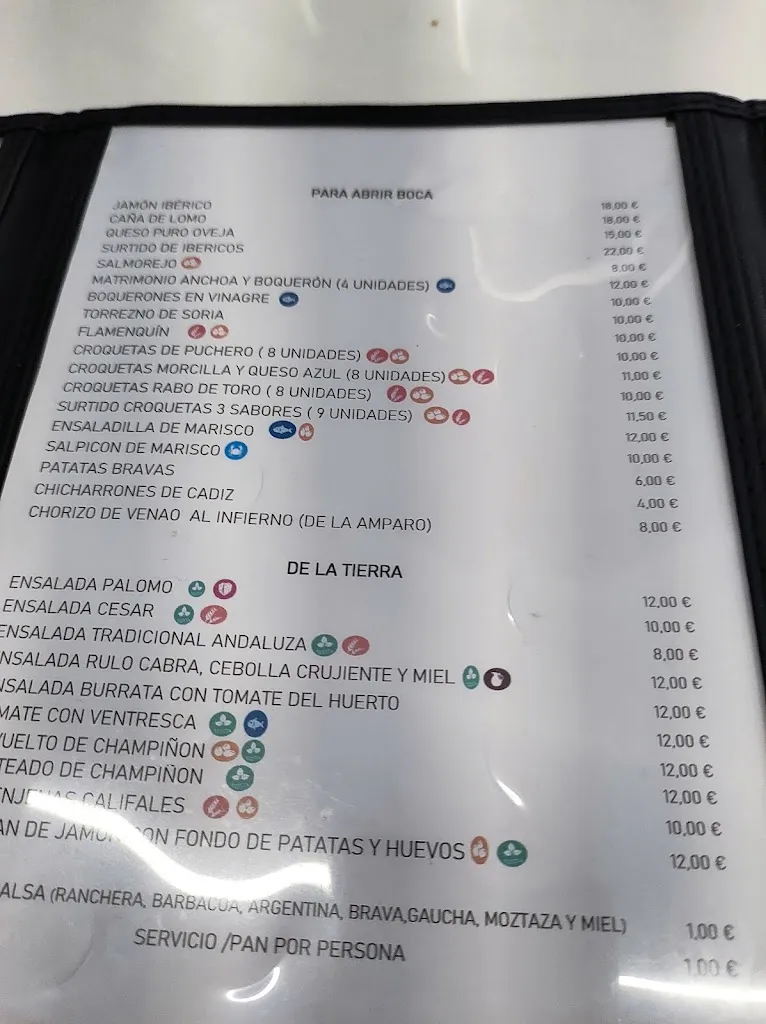 PARA ABRIR BOCA
JAMÓN IBÉRICO 18,00 €
CAÑA DE LOMO 18,00 €
QUESO PURO OVEJA 15,00 €
SURTIDO DE IBERICOS 22,00 €
SALMOREJO 8,00 €
MATRIMONIO ANCHOA Y BOQUERÓN (4 UNIDADES) 12,00 €
BOQUERONES EN VINAGRE 10,00 €
TORREZNO DE SORIA 10,00 €
FLAMENQUÍN 10,00 €
CROQUETAS DE PUCHERO ( 8 UNIDADES) 10,00 €
CROQUETAS MORCILLA Y QUESO AZUL (8 UNIDADES) 11,00 €
CROQUETAS RABO DE TORO ( 8 UNIDADES) 10,00 €
SURTIDO CROQUETAS 3 SABORES ( 9 UNIDADES) 11,50 €
ENSALADILLA DE MARISCO 12,00 €
SALPICON DE MARISCO 10,00 €
PATATAS BRAVAS 6,00 €
CHICHARRONES DE CADIZ 4,00 €
CHORIZO DE VENAO AL INFIERNO (DE LA AMPARO) 8,00 €
DE LA TIERRA
ENSALADA PALOMO 12,00 €
ENSALADA CESAR 10,00 €
ENSALADA TRADICIONAL ANDALUZA 8,00 €
NSALADA RULO CABRA, CEBOLLA CRUJIENTE Y MIEL 12,00 €
NSALADA BURRATA CON TOMATE DEL HUERTO 12,00 €
MATE CON VENTRESCA 12,00 €
VUELTO DE CHAMPIÑON 12,00 €
TEADO DE CHAMPIÑON 12,00 €
CALIFALES 10,00 €
AN DE JAMÓN CON FONDO DE PATATAS Y HUEVOS 12,00 €
ALSA (RANCHERA, BARBACOA, ARGENTINA, BRAVA,GAUCHA, MOZTAZA Y MIEL) 1,00 €
SERVICIO /PAN POR PERSONA 1,00 €